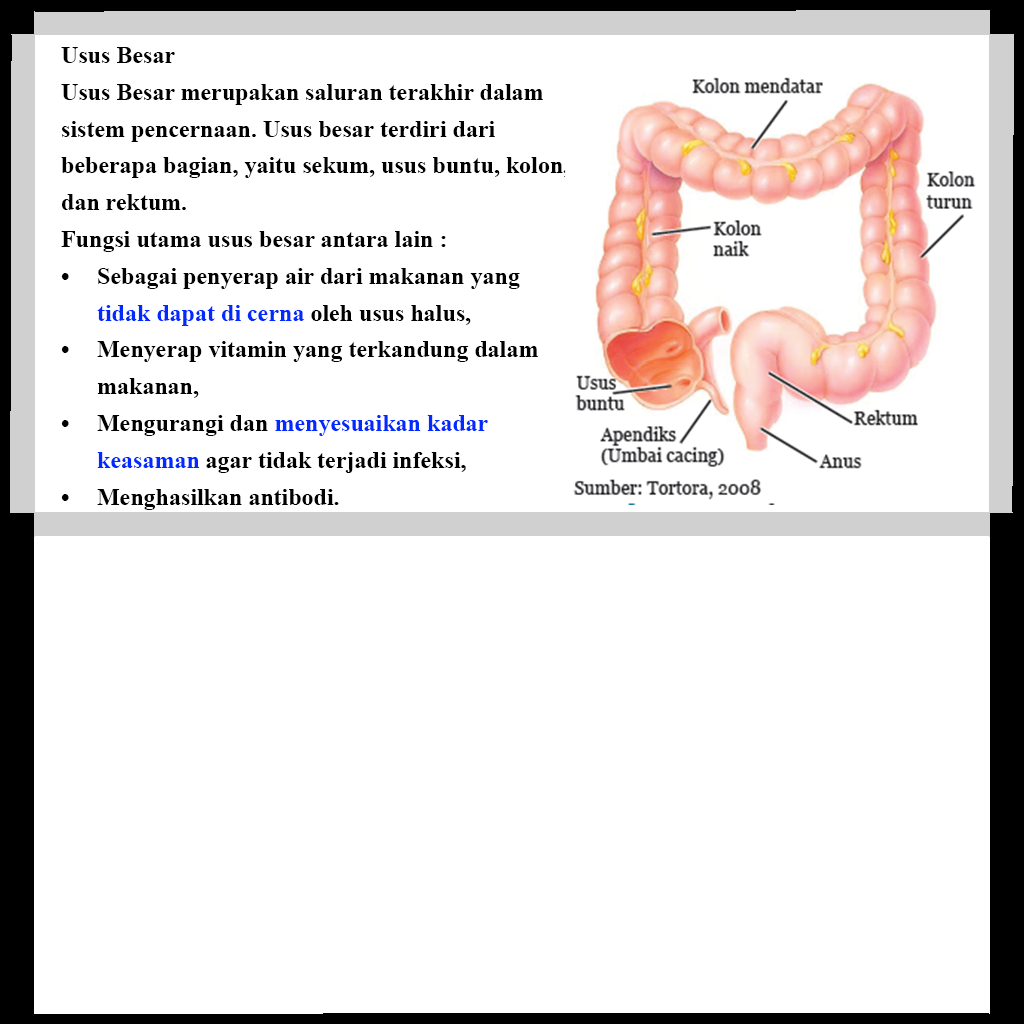 Usus Besar
Usus Besar merupakan saluran terakhir dalam
sistem pencernaan. Usus besar terdiri dari
beberapa bagian, yaitu sekum, usus buntu, kolon,
dan rektum.
Fungsi utama usus besar antara lain :
• Sebagai penyerap air dari makanan yang
tidak dapat di cerna oleh usus halus,
• Menyerap vitamin yang terkandung dalam
makanan,
• Mengurangi dan menyesuaikan kadar
keasaman agar tidak terjadi infeksi,
• Menghasilkan antibodi.
Kolon mendatar
Kolon
turun
Kolon
naik
Usus
buntu
Apendiks
(Umbai cacing)
Rektum
Anus
Sumber: Tortora, 2008